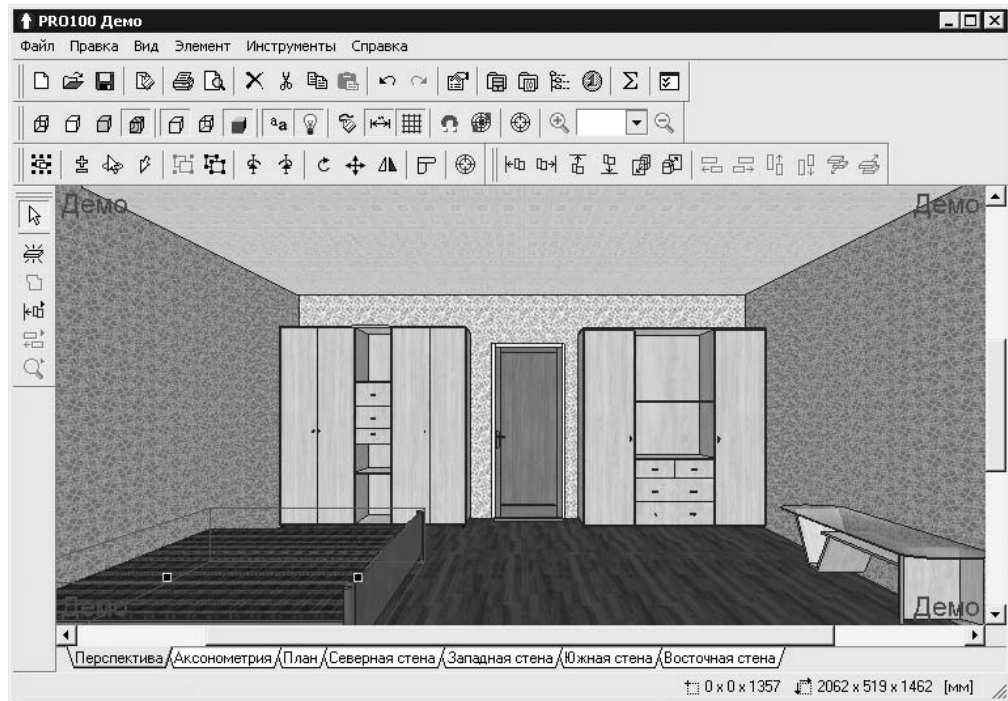 PRO100 Демо
Файл Правка Вид Элемент Инструменты Справка
aa
Демо Демо
Демо Демо
Перспектива Аксонометрия План Северная стена Западная стена Южная стена Восточная стена
0 x 0 x 1357 2062 x 519 x 1462 [мм]